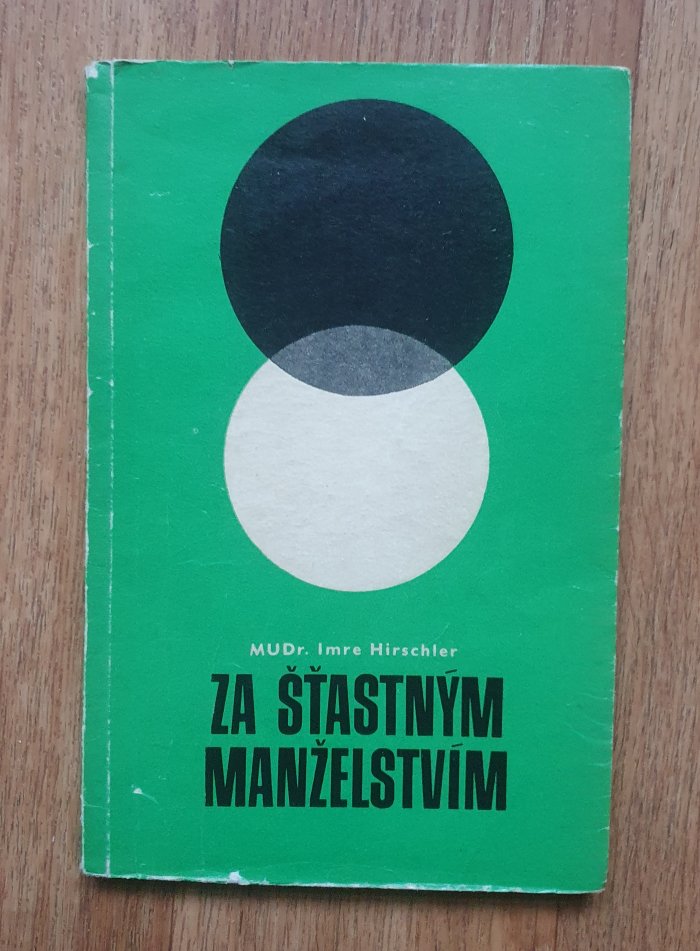 MUDr. Imre Hirschler
ZA ŠŤASTNÝM
MANŽELSTVÍM